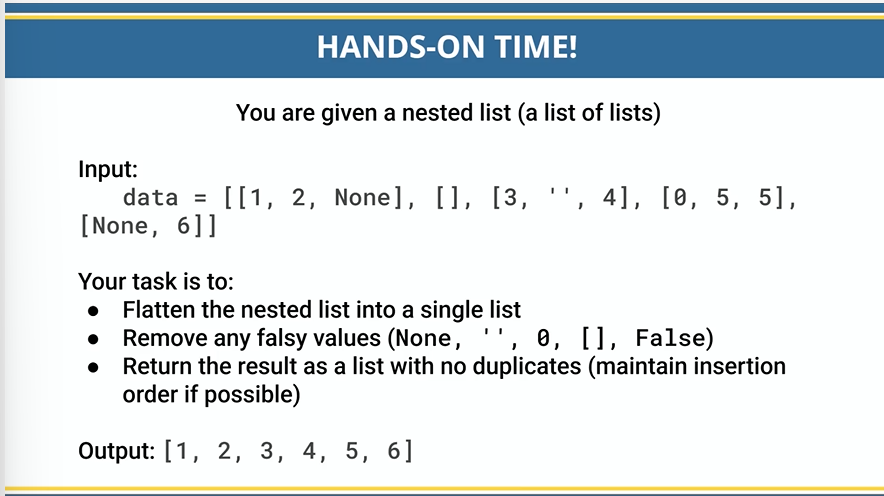 HANDS-ON TIME!
You are given a nested list (a list of lists)
Input:
data = [[1, 2, None], [], [3, '', 4], [0, 5, 5],
[None, 6]]
Your task is to:
● Flatten the nested list into a single list
● Remove any falsy values (None, '', 0, [], False)
● Return the result as a list with no duplicates (maintain insertion
order if possible)
Output: [1, 2, 3, 4, 5, 6]